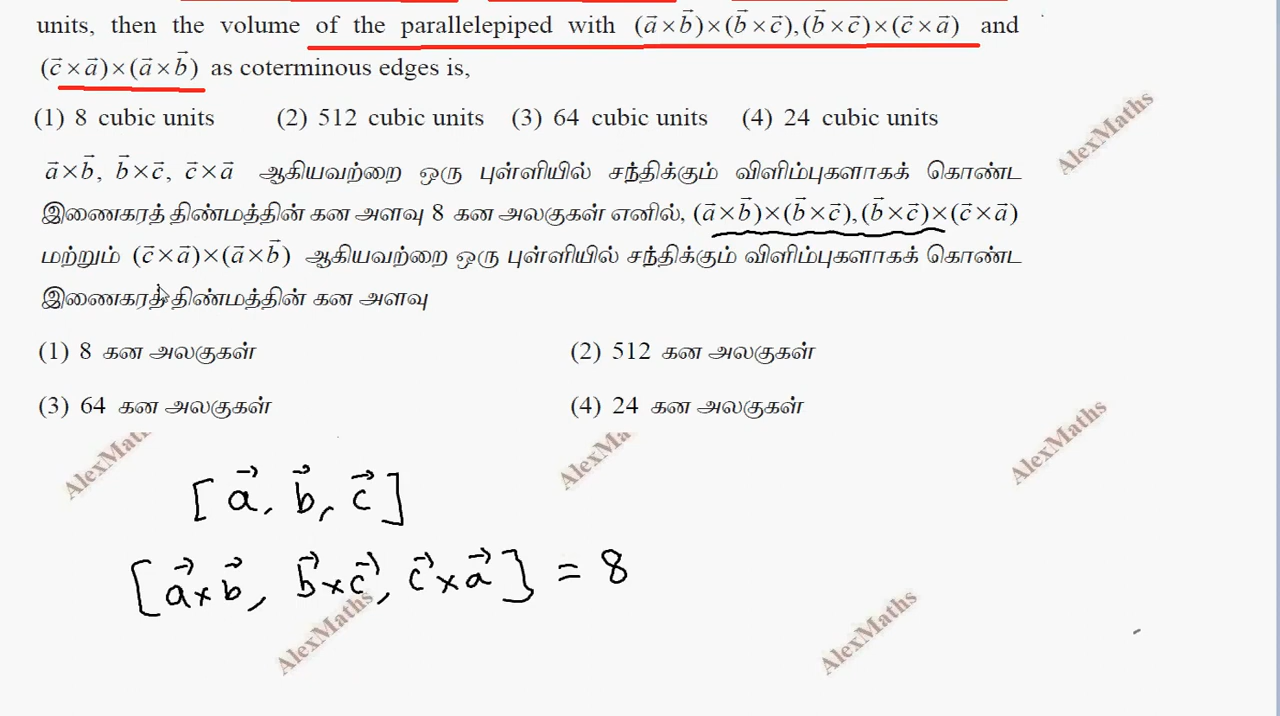 units, then the volume of the parallelepiped with (a⃗×b⃗)×(b⃗×c⃗),(b⃗×c⃗)×(c⃗×a⃗) and
(c⃗×a⃗)×(a⃗×b⃗) as coterminous edges is,
(1) 8 cubic units (2) 512 cubic units (3) 64 cubic units (4) 24 cubic units
AlexMaths
a⃗×b⃗, b⃗×c⃗, c⃗×a⃗ ஆகியவற்றை ஒரு புள்ளியில் சந்திக்கும் விளிம்புகளாகக் கொண்ட
இணைகரத் திண்மத்தின் கன அளவு 8 கன அலகுகள் எனில், (a⃗×b⃗)×(b⃗×c⃗),(b⃗×c⃗)×(c⃗×a⃗)
மற்றும் (c⃗×a⃗)×(a⃗×b⃗) ஆகியவற்றை ஒரு புள்ளியில் சந்திக்கும் விளிம்புகளாகக் கொண்ட
இணைகரத் திண்மத்தின் கன அளவு
(1) 8 கன அலகுகள் (2) 512 கன அலகுகள்
(3) 64 கன அலகுகள் (4) 24 கன அலகுகள்
AlexMaths AlexMa AlexMaths
[a⃗, b⃗, c⃗]
[a⃗×b⃗, b⃗×c⃗, c⃗×a⃗] = 8
AlexMaths AlexMaths